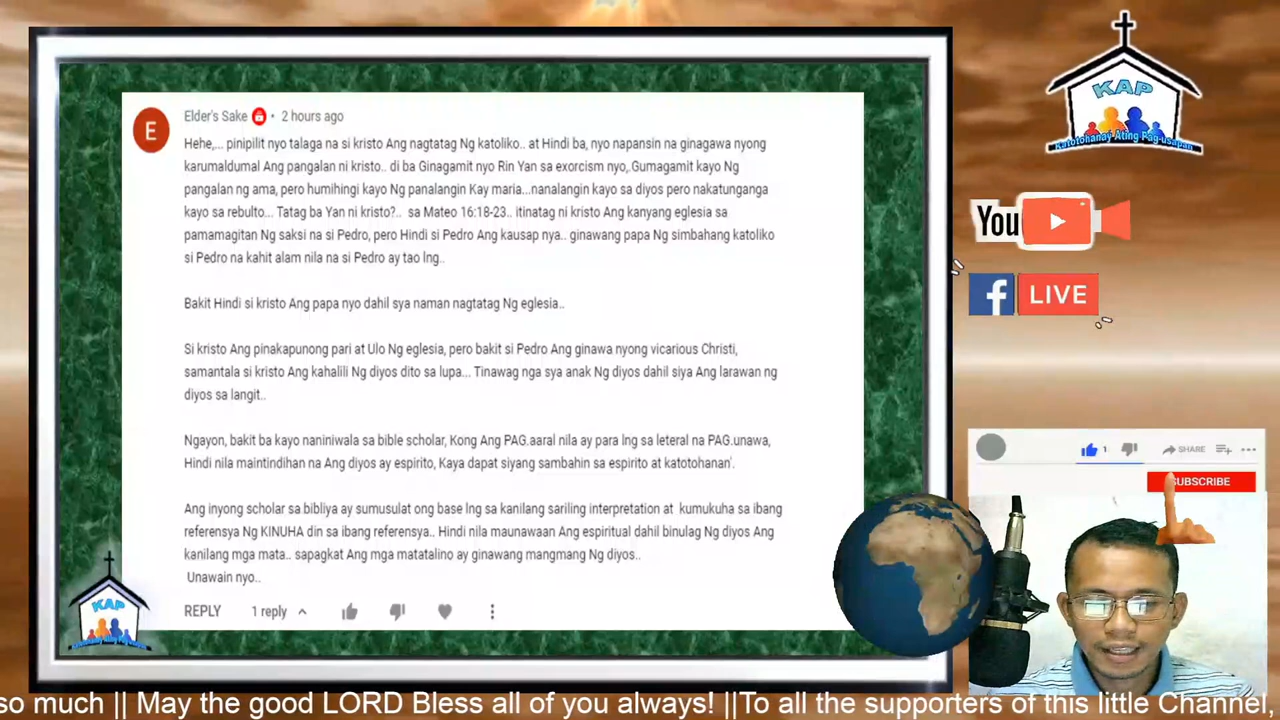 Elder's Sake • 2 hours ago
E
Hehe,... pinipilit nyo talaga na si kristo Ang nagtatag Ng katoliko.. at Hindi ba, nyo napansin na ginagawa nyong
karumaldumal Ang pangalan ni kristo.. di ba Ginagamit nyo Rin Yan sa exorcism nyo,.Gumagamit kayo Ng
pangalan ng ama, pero humihingi kayo Ng panalangin Kay maria...nanalangin kayo sa diyos pero nakatunganga
kayo sa rebulto... Tatag ba Yan ni kristo?.. sa Mateo 16:18-23.. itinatag ni kristo Ang kanyang eglesia sa
pamamagitan Ng saksi na si Pedro, pero Hindi si Pedro Ang kausap nya.. ginawang papa Ng simbahang katoliko
si Pedro na kahit alam nila na si Pedro ay tao lng..
Bakit Hindi si kristo Ang papa nyo dahil sya naman nagtatag Ng eglesia..
Si kristo Ang pinakapunong pari at Ulo Ng eglesia, pero bakit si Pedro Ang ginawa nyong vicarious Christi,
samantala si kristo Ang kahalili Ng diyos dito sa lupa... Tinawag nga sya anak Ng diyos dahil siya Ang larawan ng
diyos sa langit..
Ngayon, bakit ba kayo naniniwala sa bible scholar, Kong Ang PAG.aaral nila ay para lng sa leteral na PAG.unawa,
Hindi nila maintindihan na Ang diyos ay espirito, Kaya dapat siyang sambahin sa espirito at katotohanan'.
Ang inyong scholar sa bibliya ay sumusulat ong base lng sa kanilang sariling interpretation at kumukuha sa ibang
referensya Ng KINUHA din sa ibang referensya.. Hindi nila maunawaan Ang espiritual dahil binulag Ng diyos Ang
kanilang mga mata.. sapagkat Ang mga matatalino ay ginawang mangmang Ng diyos..
Unawain nyo..
REPLY 1 reply
KAP
KAP
Katotohanay Ating Pag-usapan
You
f LIVE
1 SHARE
SUBSCRIBE
so much || May the good LORD Bless all of you always! ||To all the supporters of this little Channel,